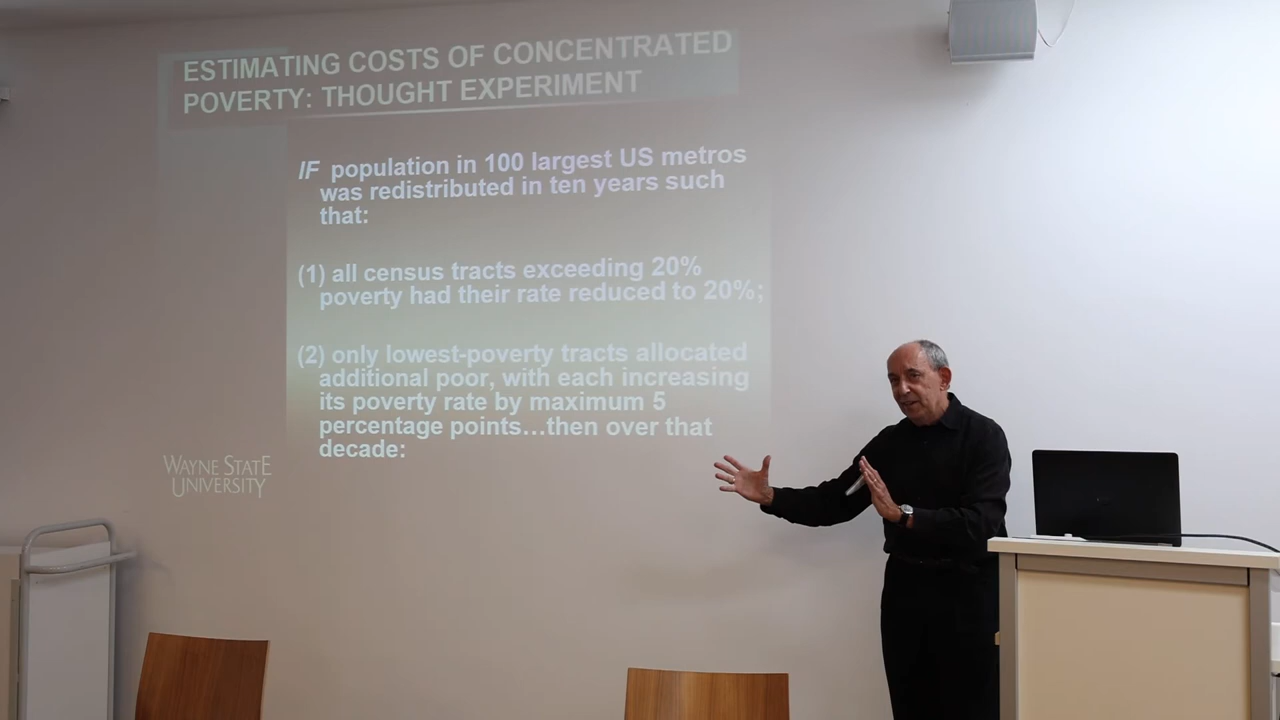 ESTIMATING COSTS OF CONCENTRATED
POVERTY: THOUGHT EXPERIMENT
IF population in 100 largest US metros
was redistributed in ten years such
that:
(1) all census tracts exceeding 20%
poverty had their rate reduced to 20%;
(2) only lowest-poverty tracts allocated
additional poor, with each increasing
its poverty rate by maximum 5
percentage points…then over that
decade:
WAYNE STATE
UNIVERSITY